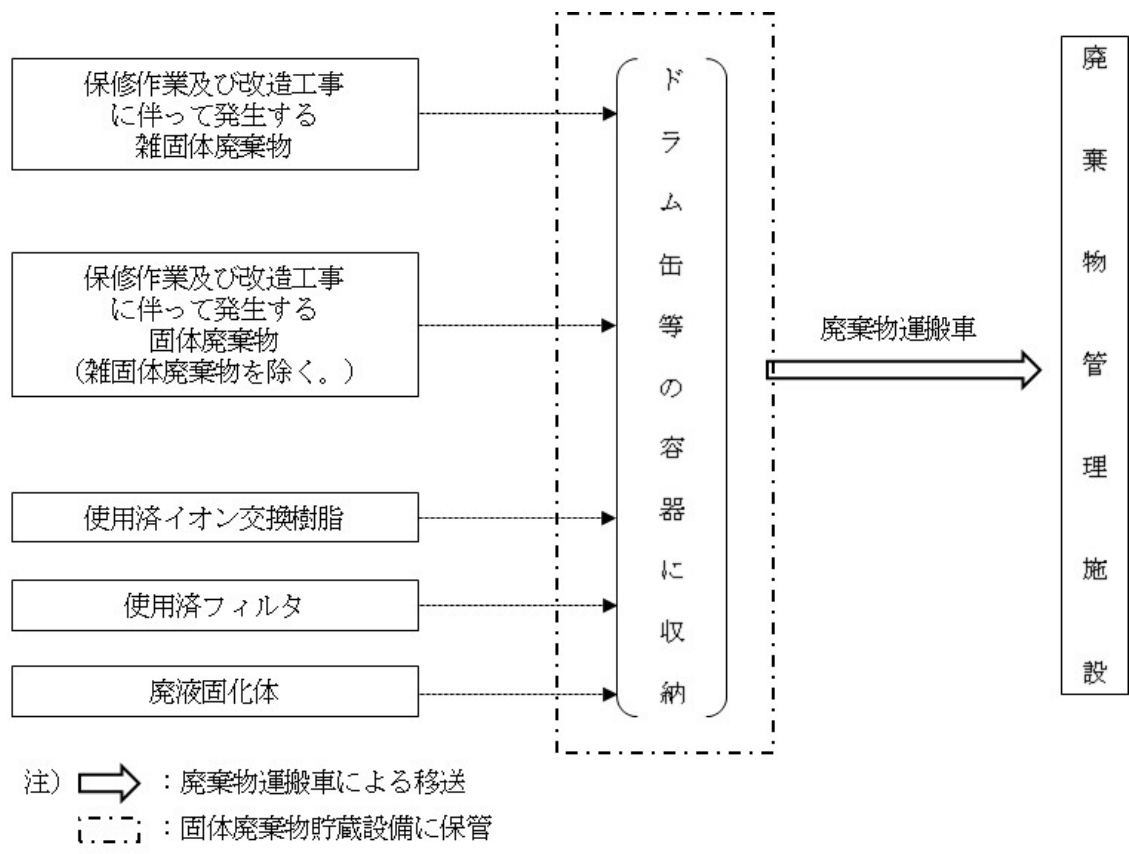 保修作業及び改造工事
に伴って発生する
雑固体廃棄物
保修作業及び改造工事
に伴って発生する
固体廃棄物
（雑固体廃棄物を除く。）
使用済イオン交換樹脂
使用済フィルタ
廃液固化体
ドラム缶等の容器に収納
廃棄物運搬車
廃棄物管理施設
注） ：廃棄物運搬車による移送
：固体廃棄物貯蔵設備に保管